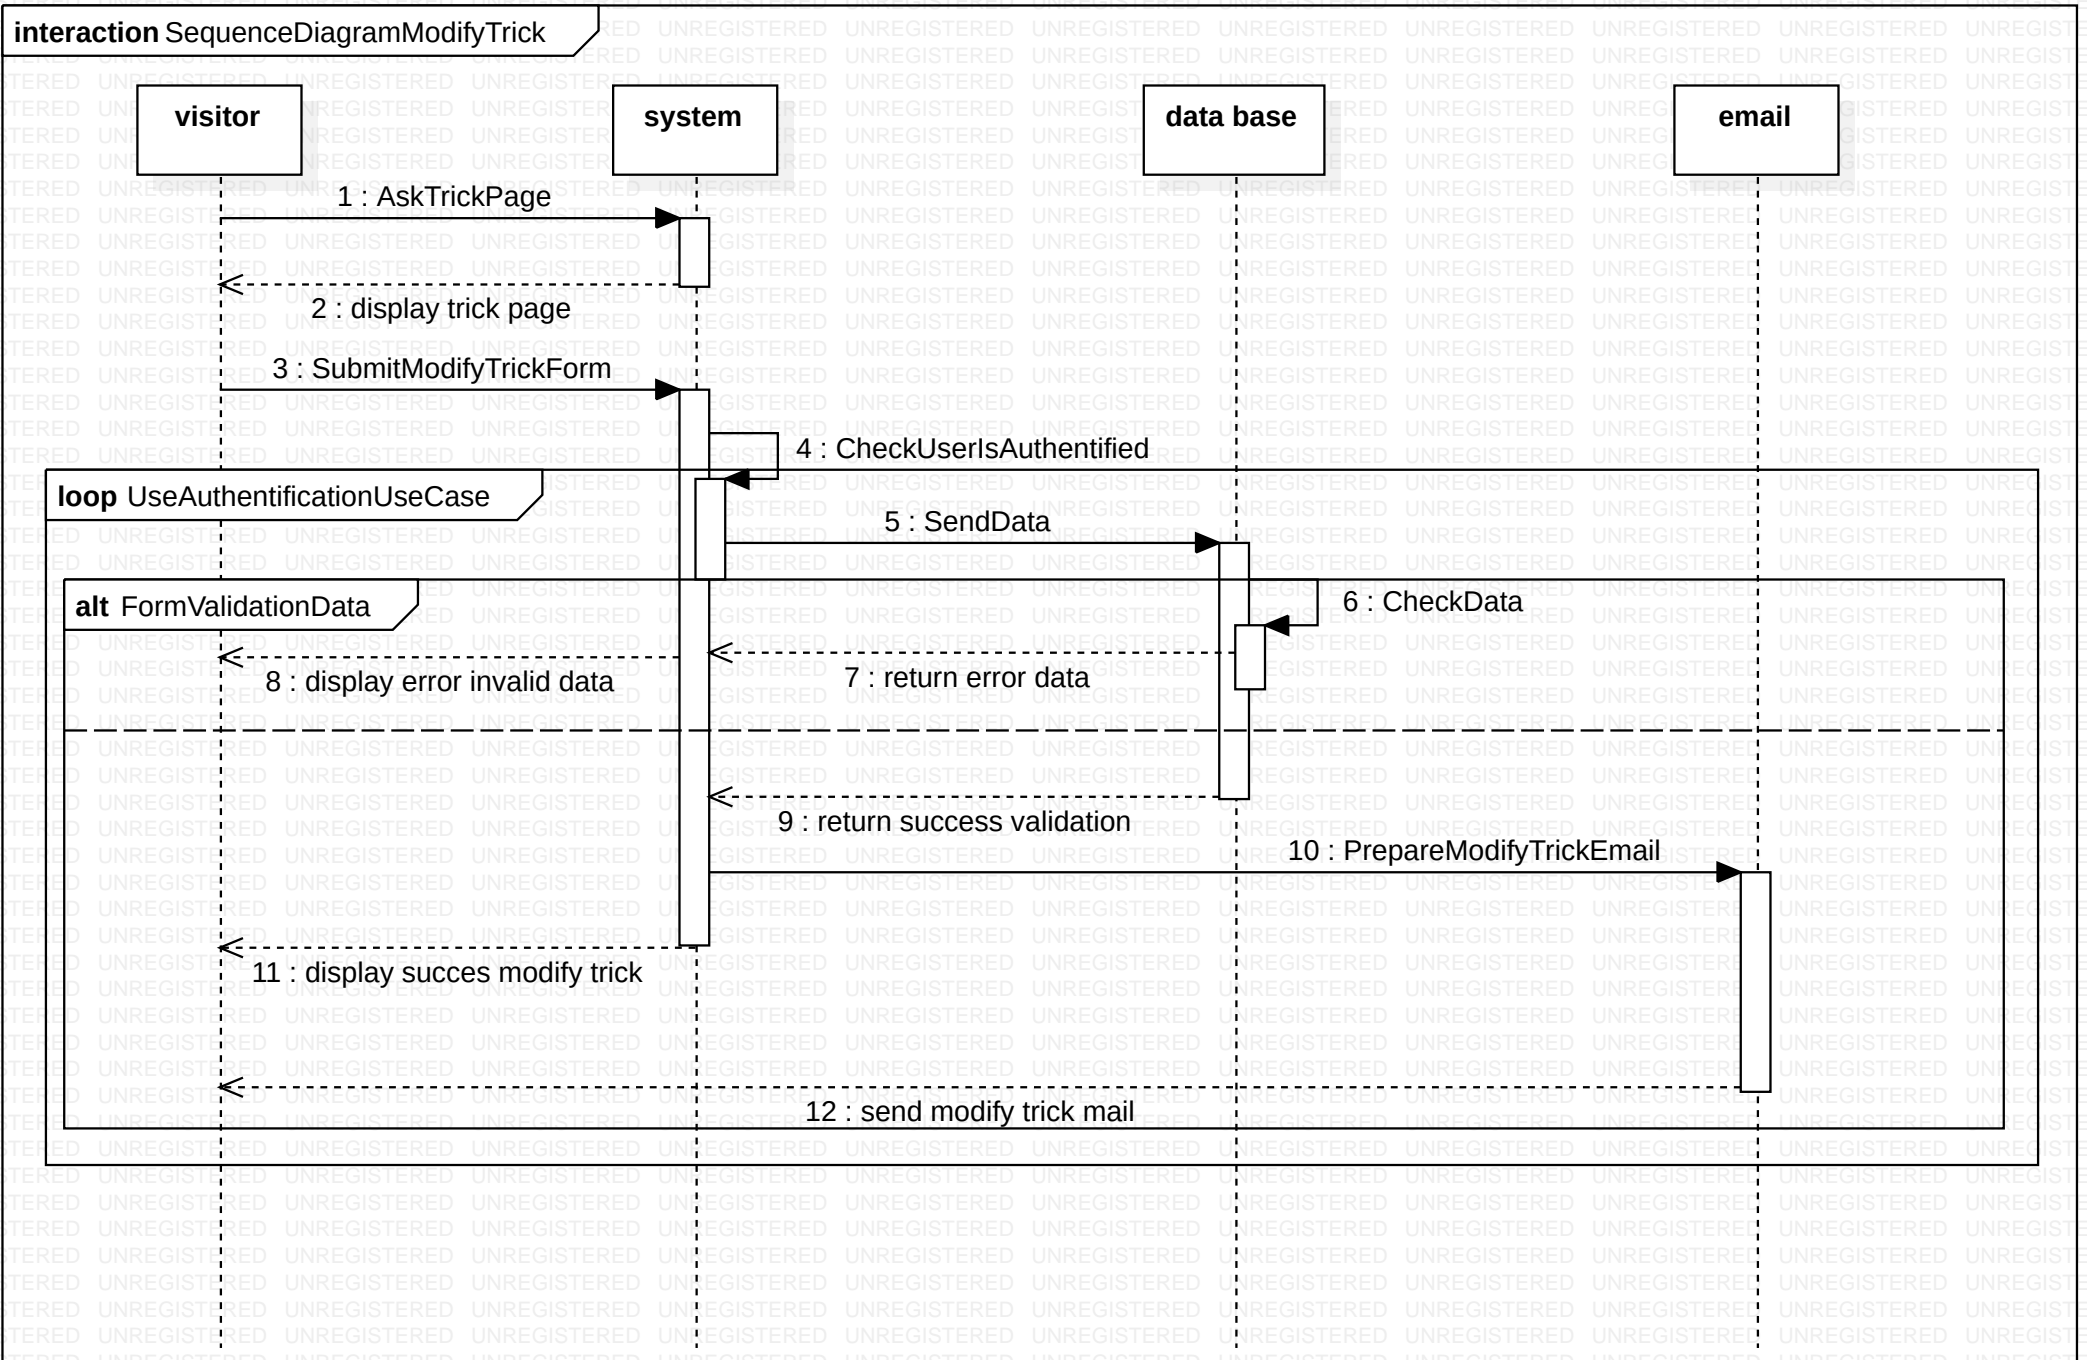 interaction SequenceDiagramModifyTrick
visitor
system
data base
email
1 : AskTrickPage
2 : display trick page
3 : SubmitModifyTrickForm
4 : CheckUserIsAuthentified
loop UseAuthentificationUseCase
5 : SendData
alt FormValidationData
6 : CheckData
7 : return error data
8 : display error invalid data
9 : return success validation
10 : PrepareModifyTrickEmail
11 : display succes modify trick
12 : send modify trick mail
UNREGISTERED